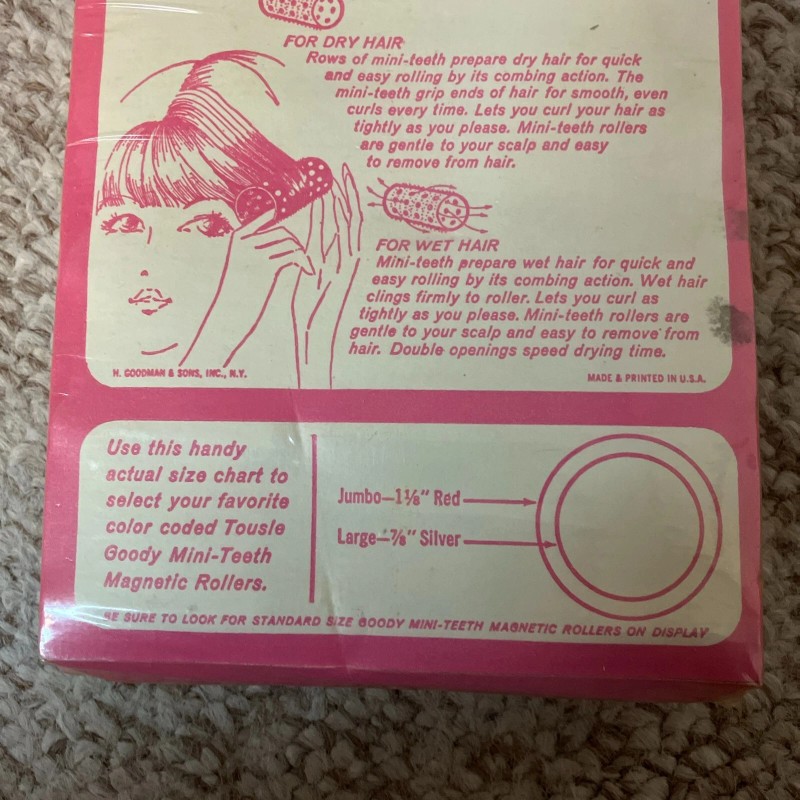 FOR DRY HAIR
Rows of mini-teeth prepare dry hair for quick
and easy rolling by its combing action. The
mini-teeth grip ends of hair for smooth, even
curls every time. Lets you curl your hair as
tightly as you please. Mini-teeth rollers
are gentle to your scalp and easy
to remove from hair.
FOR WET HAIR
Mini-teeth prepare wet hair for quick and
easy rolling by its combing action. Wet hair
clings firmly to roller. Lets you curl as
tightly as you please. Mini-teeth rollers are
gentle to your scalp and easy to remove from
hair. Double openings speed drying time.
H. GOODMAN & SONS, INC., N.Y.
MADE & PRINTED IN U.S.A.
Use this handy
actual size chart to
select your favorite
color coded Tousle
Goody Mini-Teeth
Magnetic Rollers.
Jumbo—1⅛" Red
Large—⅞" Silver
BE SURE TO LOOK FOR STANDARD SIZE GOODY MINI-TEETH MAGNETIC ROLLERS ON DISPLAY